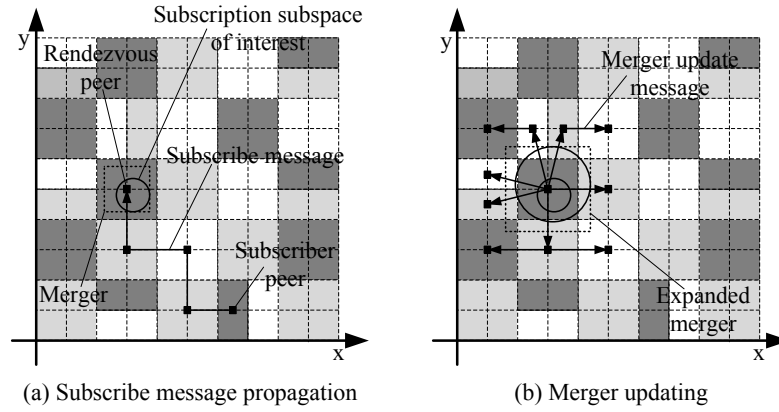 y
Subscription subspace
of interest
Rendezvous
peer
Subscribe message
Subscriber
peer
Merger
x
(a) Subscribe message propagation
y
Merger update
message
Expanded
merger
x
(b) Merger updating